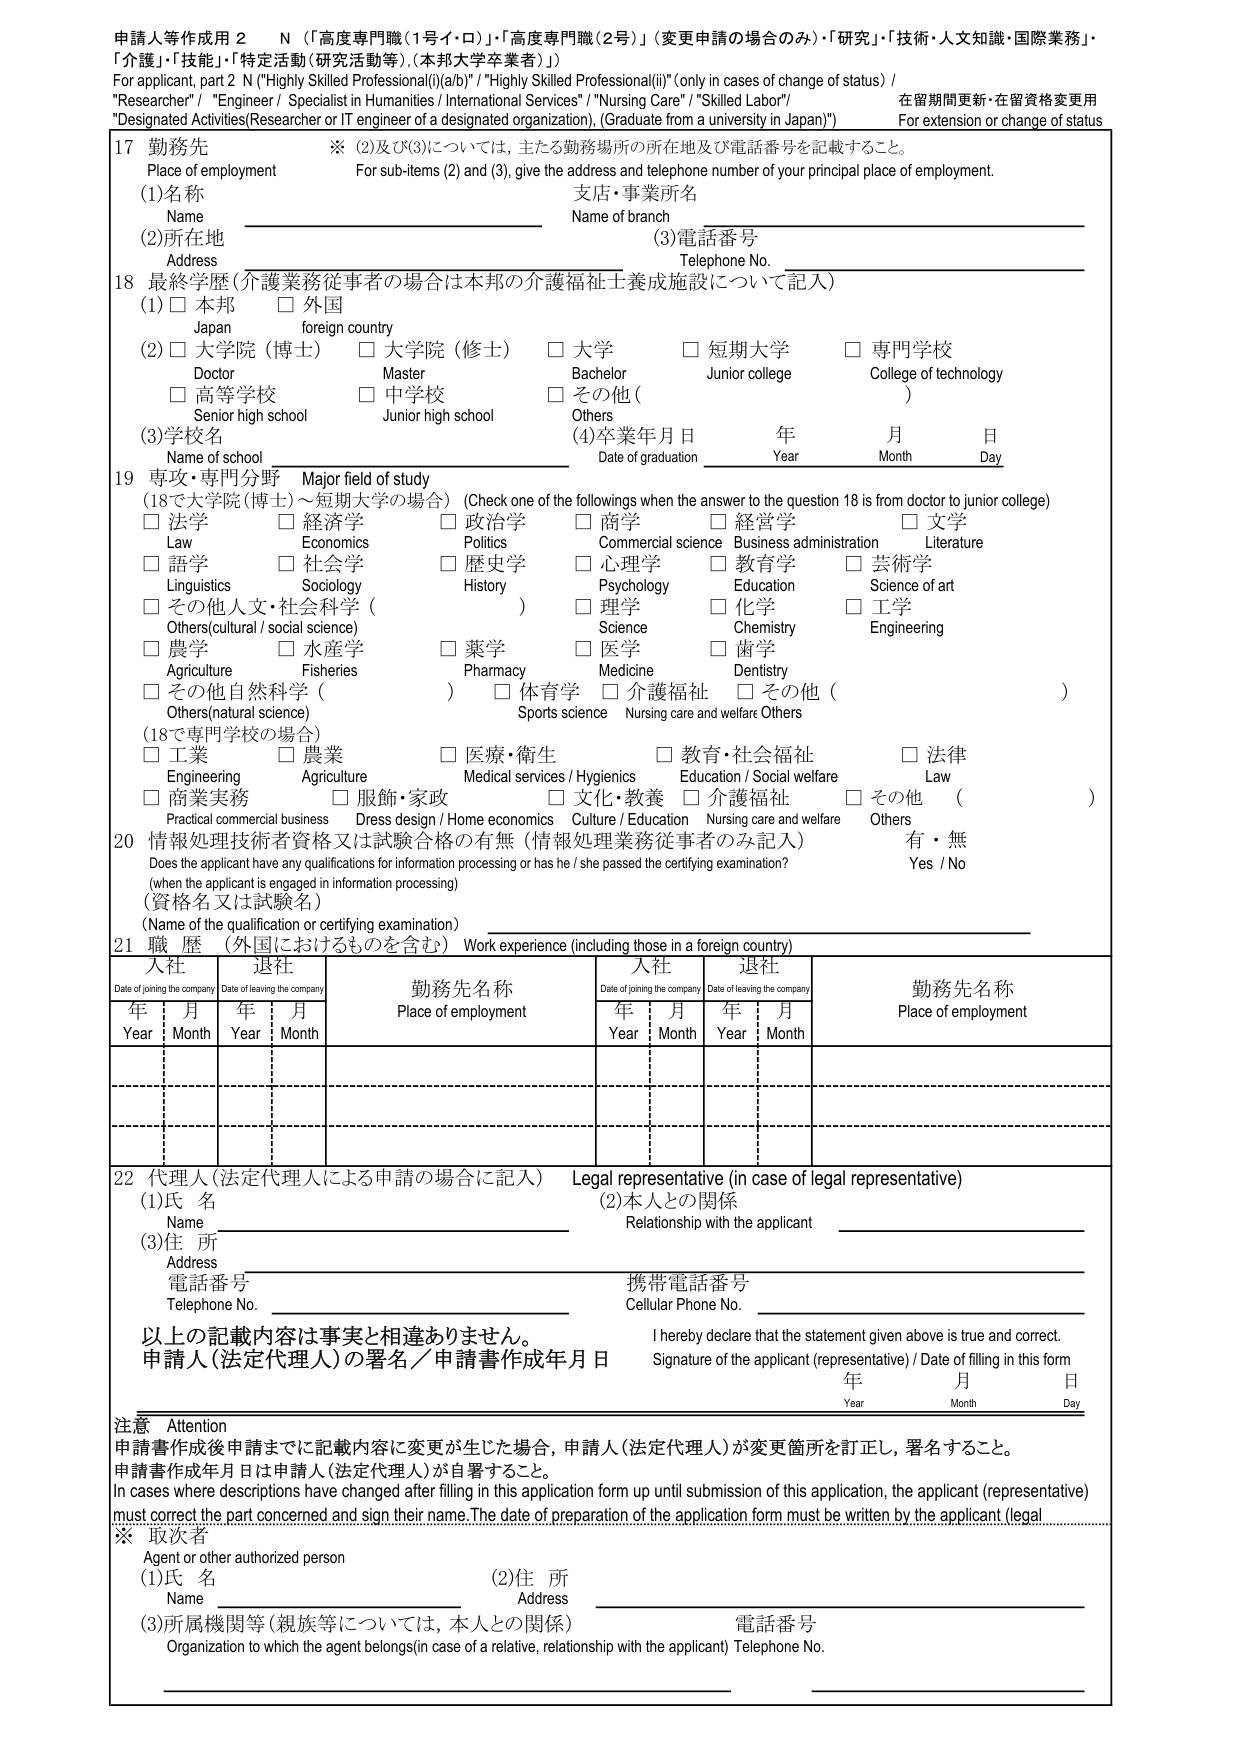 申請人等作成用 2　　N （「高度専門職（1号イ・ロ）」・「高度専門職（2号）」（変更申請の場合のみ）・「研究」・「技術・人文知識・国際業務」・
「介護」・「技能」・「特定活動（研究活動等），（本邦大学卒業者）」）
For applicant, part 2 N ("Highly Skilled Professional(i)(a/b)" / "Highly Skilled Professional(ii)" (only in cases of change of status) /
"Researcher" / "Engineer / Specialist in Humanities / International Services" / "Nursing Care" / "Skilled Labor"/ 在留期間更新・在留資格変更用
"Designated Activities(Researcher or IT engineer of a designated organization), (Graduate from a university in Japan)") For extension or change of status
17 勤務先 ※ (2)及び(3)については，主たる勤務場所の所在地及び電話番号を記載すること。
Place of employment For sub-items (2) and (3), give the address and telephone number of your principal place of employment.
(1)名称 支店・事業所名
Name Name of branch
(2)所在地 (3)電話番号
Address Telephone No.
18 最終学歴（介護業務従事者の場合は本邦の介護福祉士養成施設について記入）
(1) □ 本邦 □ 外国
Japan foreign country
(2) □ 大学院（博士） □ 大学院（修士） □ 大学 □ 短期大学 □ 専門学校
Doctor Master Bachelor Junior college College of technology
□ 高等学校 □ 中学校 □ その他（ ）
Senior high school Junior high school Others
(3)学校名 (4)卒業年月日 年 月 日
Name of school Date of graduation Year Month Day
19 専攻・専門分野 Major field of study
（18で大学院（博士）～短期大学の場合） (Check one of the followings when the answer to the question 18 is from doctor to junior college)
□ 法学 □ 経済学 □ 政治学 □ 商学 □ 経営学 □ 文学
Law Economics Politics Commercial science Business administration Literature
□ 語学 □ 社会学 □ 歴史学 □ 心理学 □ 教育学 □ 芸術学
Linguistics Sociology History Psychology Education Science of art
□ その他人文・社会科学（ ） □ 理学 □ 化学 □ 工学
Others(cultural / social science) Science Chemistry Engineering
□ 農学 □ 水産学 □ 薬学 □ 医学 □ 歯学
Agriculture Fisheries Pharmacy Medicine Dentistry
□ その他自然科学（ ） □ 体育学 □ 介護福祉 □ その他（ ）
Others(natural science) Sports science Nursing care and welfare Others
（18で専門学校の場合）
□ 工業 □ 農業 □ 医療・衛生 □ 教育・社会福祉 □ 法律
Engineering Agriculture Medical services / Hygienics Education / Social welfare Law
□ 商業実務 □ 服飾・家政 □ 文化・教養 □ 介護福祉 □ その他 （ ）
Practical commercial business Dress design / Home economics Culture / Education Nursing care and welfare Others
20 情報処理技術者資格又は試験合格の有無（情報処理業務従事者のみ記入） 有 ・ 無
Does the applicant have any qualifications for information processing or has he / she passed the certifying examination? Yes / No
(when the applicant is engaged in information processing)
（資格名又は試験名）
(Name of the qualification or certifying examination)
21 職 歴 （外国におけるものを含む） Work experience (including those in a foreign country)
入社 退社 入社 退社
Date of joining the company Date of leaving the company 勤務先名称 Date of joining the company Date of leaving the company 勤務先名称
年 月 年 月 Place of employment 年 月 年 月 Place of employment
Year Month Year Month Year Month Year Month
22 代理人（法定代理人による申請の場合に記入） Legal representative (in case of legal representative)
(1)氏 名 (2)本人との関係
Name Relationship with the applicant
(3)住 所
Address
電話番号 携帯電話番号
Telephone No. Cellular Phone No.
以上の記載内容は事実と相違ありません。 I hereby declare that the statement given above is true and correct.
申請人（法定代理人）の署名／申請書作成年月日 Signature of the applicant (representative) / Date of filling in this form
年 月 日
Year Month Day
注意 Attention
申請書作成後申請までに記載内容に変更が生じた場合，申請人（法定代理人）が変更箇所を訂正し，署名すること。
申請書作成年月日は申請人（法定代理人）が自署すること。
In cases where descriptions have changed after filling in this application form up until submission of this application, the applicant (representative)
must correct the part concerned and sign their name.The date of preparation of the application form must be written by the applicant (legal
※ 取次者
Agent or other authorized person
(1)氏 名 (2)住 所
Name Address
(3)所属機関等（親族等については，本人との関係） 電話番号
Organization to which the agent belongs(in case of a relative, relationship with the applicant) Telephone No.